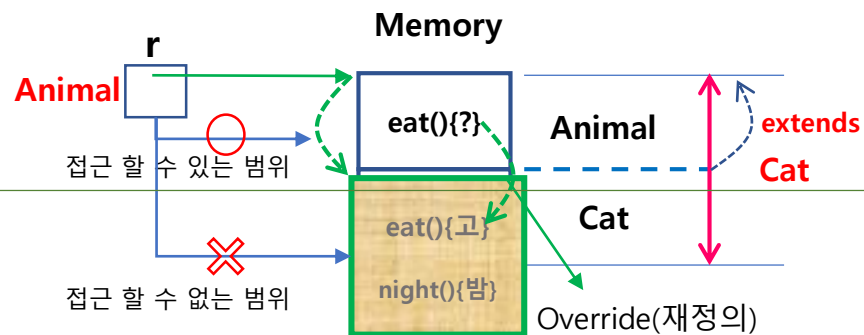 Memory
r
Animal
eat(){?}
Animal
extends
접근 할 수 있는 범위
Cat
Cat
eat(){고}
night(){밤}
접근 할 수 없는 범위
Override(재정의)